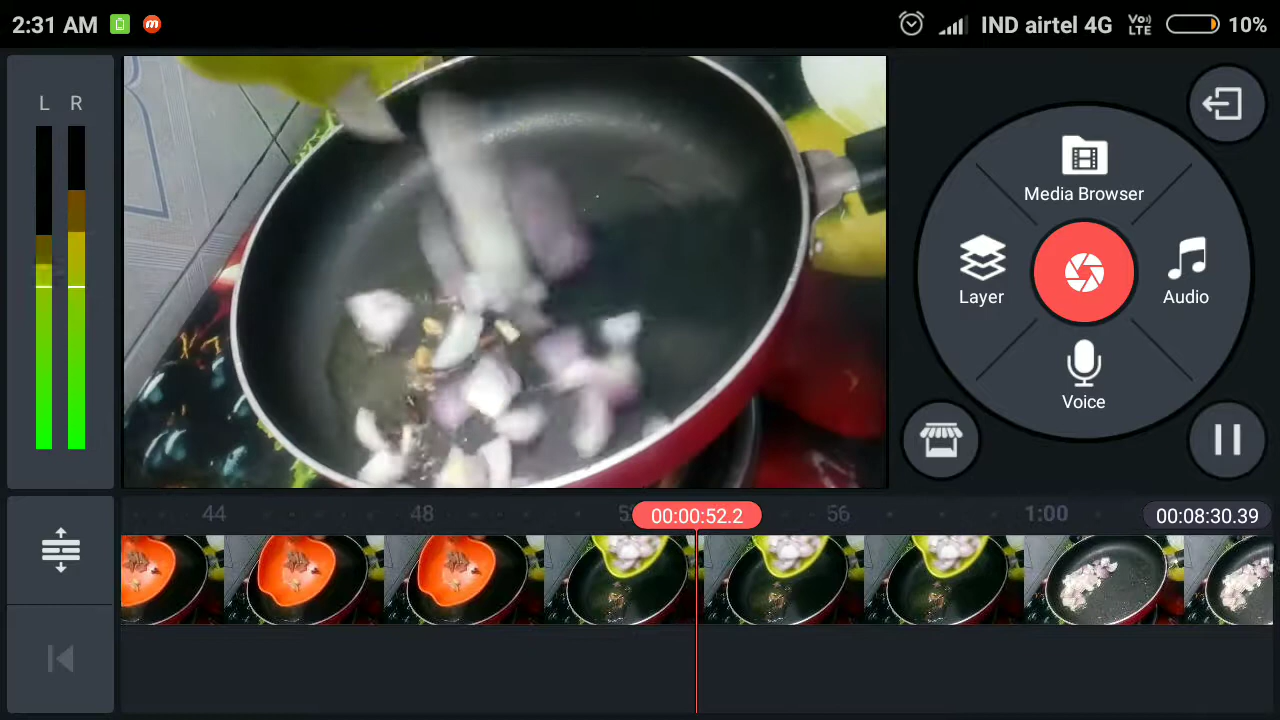 2:31 AM m IND airtel 4G Vo)) LTE 10%
L R
Media Browser
Layer
Audio
Voice
44 48 00:00:52.2 56 1:00 00:08:30.39